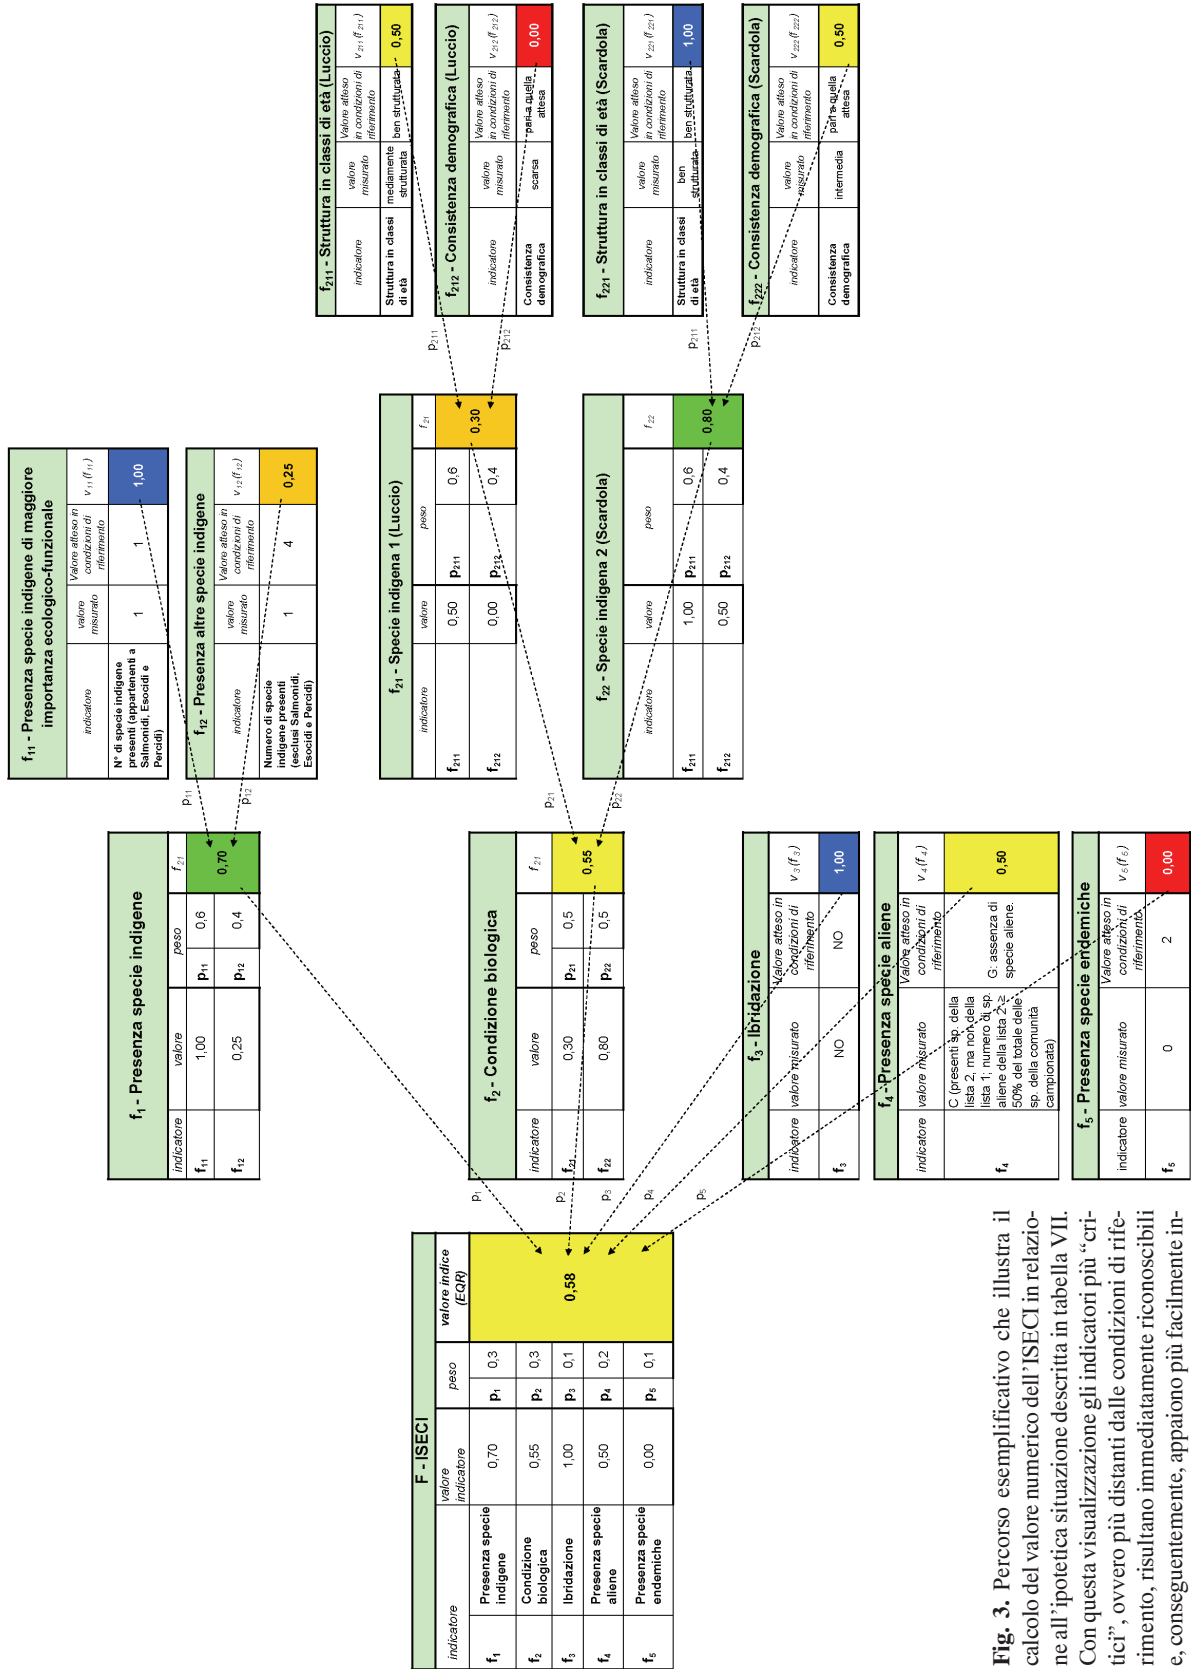 F - ISECI
indicatore
valore indicatore
peso
valore indice (EQR)
f1 Presenza specie indigene 0,70 p1 0,3
f2 Condizione biologica 0,55 p2 0,3
f3 Ibridazione 1,00 p3 0,1
f4 Presenza specie aliene 0,50 p4 0,2
f5 Presenza specie endemiche 0,00 p5 0,1
0,58
p1
p2
p3
p4
p5
f1 - Presenza specie indigene
indicatore valore peso f21
f11 1,00 p11 0,6
f12 0,25 p12 0,4
0,70
f2 - Condizione biologica
indicatore valore peso f21
f21 0,30 p21 0,5
f22 0,80 p22 0,5
0,55
f3 - Ibridazione
indicatore valore misurato Valore atteso in condizioni di riferimento v3(f3)
f3 NO NO 1,00
f4 - Presenza specie aliene
indicatore valore misurato Valore atteso in condizioni di riferimento v4(f4)
f4 C (presenti sp. della lista 2, ma non della lista 1; numero di sp. aliene della lista 2 ≥ 50% del totale delle sp. della comunità campionata) G: assenza di specie aliene. 0,50
f5 - Presenza specie endemiche
indicatore valore misurato Valore atteso in condizioni di riferimento v5(f5)
f5 0 2 0,00
p11
p12
p21
p22
f11 - Presenza specie indigene di maggiore importanza ecologico-funzionale
indicatore valore misurato Valore atteso in condizioni di riferimento v11(f11)
N° di specie indigene presenti (appartenenti a Salmonidi, Esocidi e Percidi) 1 1 1,00
f12 - Presenza altre specie indigene
indicatore valore misurato Valore atteso in condizioni di riferimento v12(f12)
Numero di specie indigene presenti (esclusi Salmonidi, Esocidi e Percidi) 1 4 0,25
f21 - Specie indigena 1 (Luccio)
indicatore valore peso f21
f211 0,50 p211 0,6
f212 0,00 p212 0,4
0,30
f22 - Specie indigena 2 (Scardola)
indicatore valore peso f22
f211 1,00 p211 0,6
f212 0,50 p212 0,4
0,80
p211
p212
p211
p212
f211 - Struttura in classi di età (Luccio)
indicatore valore misurato Valore atteso in condizioni di riferimento v211(f211)
Struttura in classi di età mediamente strutturata ben strutturata 0,50
f212 - Consistenza demografica (Luccio)
indicatore valore misurato Valore atteso in condizioni di riferimento v212(f212)
Consistenza demografica scarsa pari a quella attesa 0,00
f221 - Struttura in classi di età (Scardola)
indicatore valore misurato Valore atteso in condizioni di riferimento v221(f221)
Struttura in classi di età ben strutturata ben strutturata 1,00
f222 - Consistenza demografica (Scardola)
indicatore valore misurato Valore atteso in condizioni di riferimento v222(f222)
Consistenza demografica intermedia pari a quella attesa 0,50
Fig. 3. Percorso esemplificativo che illustra il
calcolo del valore numerico dell'ISECI in relazio-
ne all'ipotetica situazione descritta in tabella VII.
Con questa visualizzazione gli indicatori più "cri-
tici", ovvero più distanti dalle condizioni di rife-
rimento, risultano immediatamente riconoscibili
e, conseguentemente, appaiono più facilmente in-